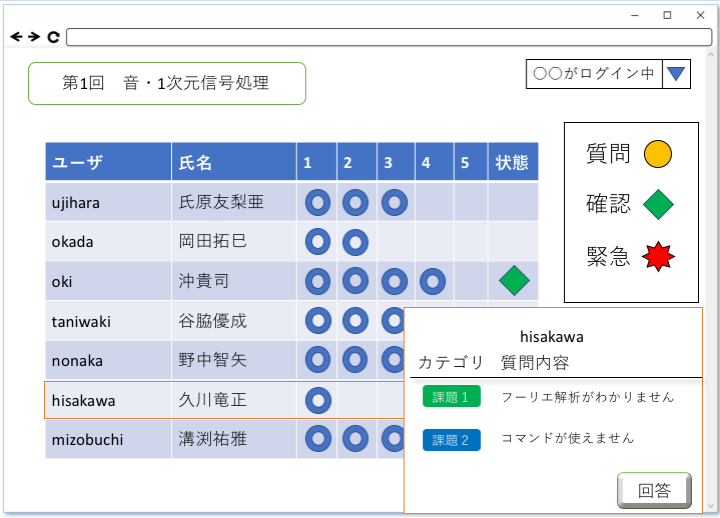 第1回　音・1次元信号処理
〇〇がログイン中
ユーザ 氏名 1 2 3 4 5 状態
ujihara 氏原友梨亜
okada 岡田拓巳
oki 沖貴司
taniwaki 谷脇優成
nonaka 野中智矢
hisakawa 久川竜正
mizobuchi 溝渕祐雅
質問
確認
緊急
hisakawa
カテゴリ 質問内容
課題１ フーリエ解析がわかりません
課題２ コマンドが使えません
回答